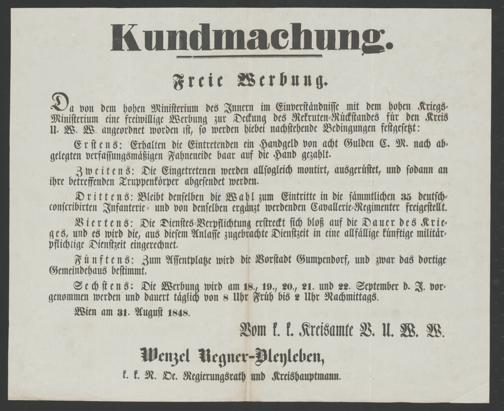 Kundmachung.
Freie Werbung.
Da von dem hohen Ministerium des Innern im Einverständnisse mit dem hohen Kriegs-
Ministerium eine freiwillige Werbung zur Deckung des Rekruten-Rückstandes für den Kreis
U. W. W. angeordnet worden ist, so werden hiebei nachstehende Bedingungen festgesetzt:
Erstens: Erhalten die Eintretenden ein Handgeld von acht Gulden C. M. nach ab-
gelegten verfassungsmäßigen Fahneneide baar auf die Hand gezahlt.
Zweitens: Die Eingetretenen werden allsogleich montirt, ausgerüstet, und sodann an
ihre betreffenden Truppenkörper abgesendet werden.
Drittens: Bleibt denselben die Wahl zum Eintritte in die sämmtlichen 35 deutsch-
conscribirten Infanterie- und von denselben ergänzt werdenden Cavallerie-Regimenter freigestellt.
Viertens: Die Dienstes-Verpflichtung erstreckt sich bloß auf die Dauer des Krie-
ges, und es wird die, aus diesem Anlasse zugebrachte Dienstzeit in eine allfällige künftige militär-
pflichtige Dienstzeit eingerechnet.
Fünftens: Zum Assentplatze wird die Vorstadt Gumpendorf, und zwar das dortige
Gemeindehaus bestimmt.
Sechstens: Die Werbung wird am 18., 19., 20., 21. und 22. September d. J. vor-
genommen werden und dauert täglich von 8 Uhr Früh bis 2 Uhr Nachmittags.
Wien am 31. August 1848.
Vom k. k. Kreisamte V. U. W. W.
Wenzel Regner-Bleyleben,
k. k. N. Oe. Regierungsrath und Kreishauptmann.